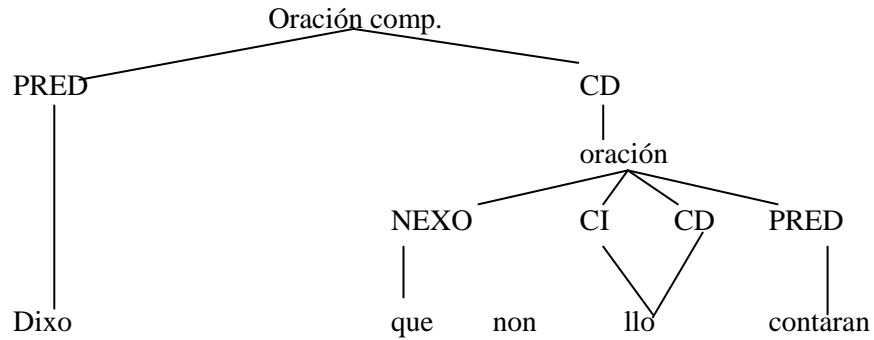 Oración comp.
PRED CD
oración
NEXO CI CD PRED
Dixo que non llo contaran